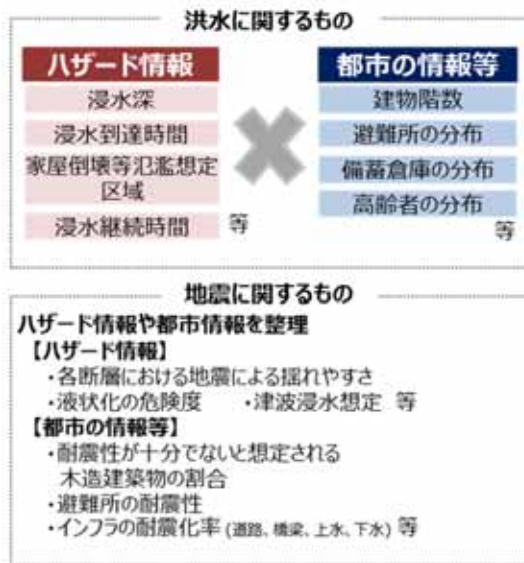 洪水に関するもの
ハザード情報
浸水深
浸水到達時間
家屋倒壊等氾濫想定
区域
浸水継続時間
等
都市の情報等
建物階数
避難所の分布
備蓄倉庫の分布
高齢者の分布
等
地震に関するもの
ハザード情報や都市情報を整理
【ハザード情報】
・各断層における地震による揺れやすさ
・液状化の危険度 ・津波浸水想定 等
【都市の情報等】
・耐震性が十分でないと想定される
木造建築物の割合
・避難所の耐震性
・インフラの耐震化率 (道路、橋梁、上水、下水) 等